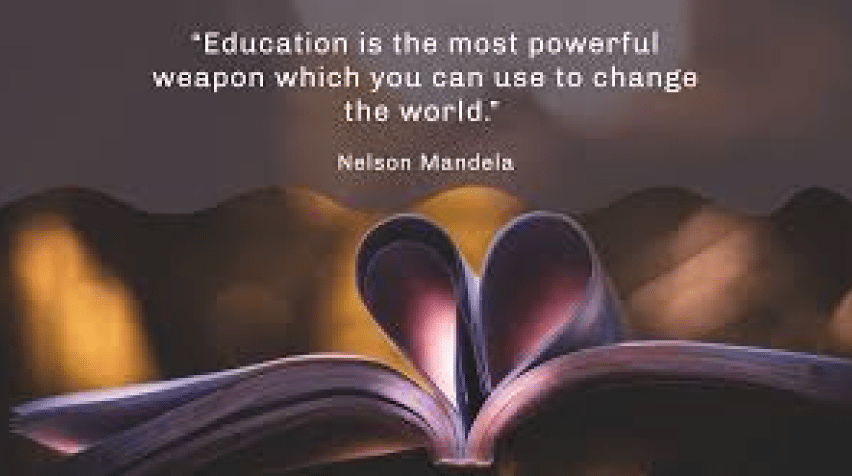 “Education is the most powerful
weapon which you can use to change
the world.”
Nelson Mandela